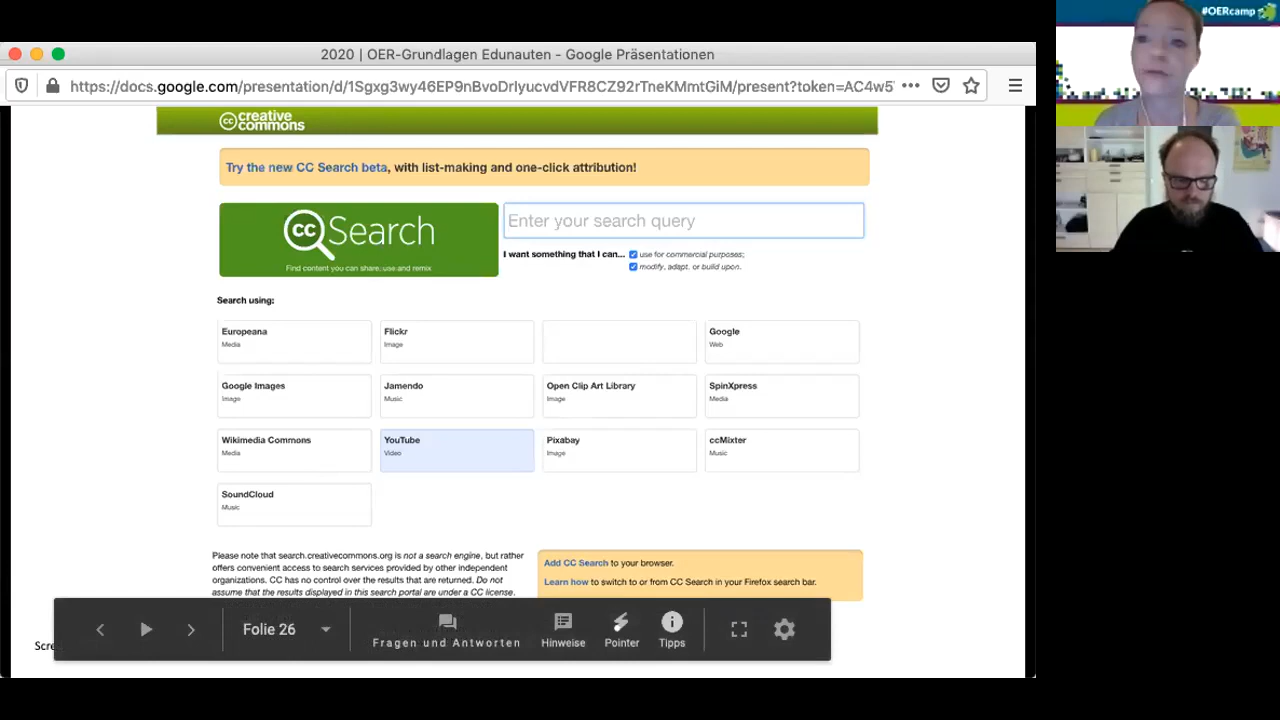 #OERcamp
2020 | OER-Grundlagen Edunauten - Google Präsentationen
https://docs.google.com/presentation/d/1Sgxg3wy46EP9nBvoDrIyucvdVFR8CZ92rTneKMmtGiM/present?token=AC4w5
creative
commons
Try the new CC Search beta, with list-making and one-click attribution!
cc Search
Find content you can share, use and remix
Enter your search query
I want something that I can... use for commercial purposes;
modify, adapt, or build upon.
Search using:
Europeana
Media
Flickr
Image
Google
Web
Google Images
Image
Jamendo
Music
Open Clip Art Library
Image
SpinXpress
Media
Wikimedia Commons
Media
YouTube
Video
Pixabay
Image
ccMixter
Music
SoundCloud
Music
Please note that search.creativecommons.org is not a search engine, but rather
offers convenient access to search services provided by other independent
organizations. CC has no control over the results that are returned. Do not
assume that the results displayed in this search portal are under a CC license.
Add CC Search to your browser.
Learn how to switch to or from CC Search in your Firefox search bar.
Folie 26
Fragen und Antworten
Hinweise
Pointer
Tipps
Scre